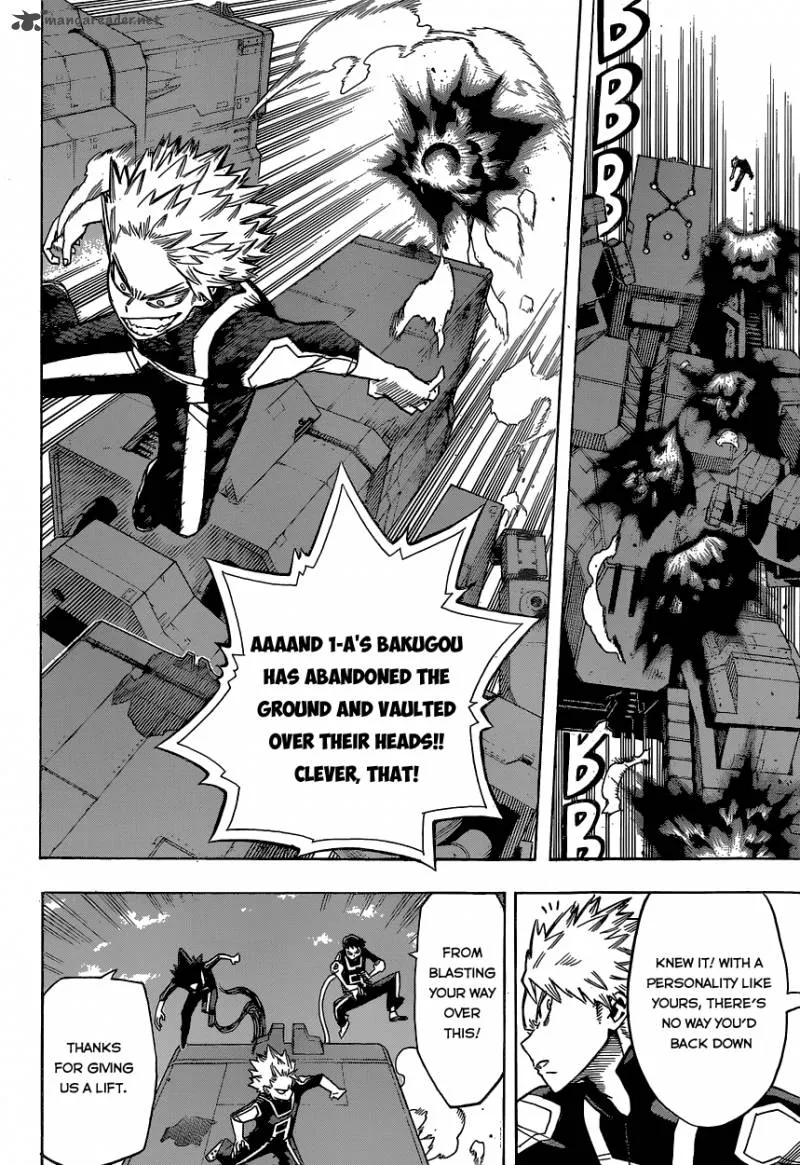 mangareader.net
B
B
B
B
B
B
AAAAND 1-A'S BAKUGOU
HAS ABANDONED THE
GROUND AND VAULTED
OVER THEIR HEADS!!
CLEVER, THAT!
KNEW IT! WITH A
PERSONALITY LIKE
YOURS, THERE'S
NO WAY YOU'D
BACK DOWN
FROM
BLASTING
YOUR WAY
OVER
THIS!
THANKS
FOR GIVING
US A LIFT.